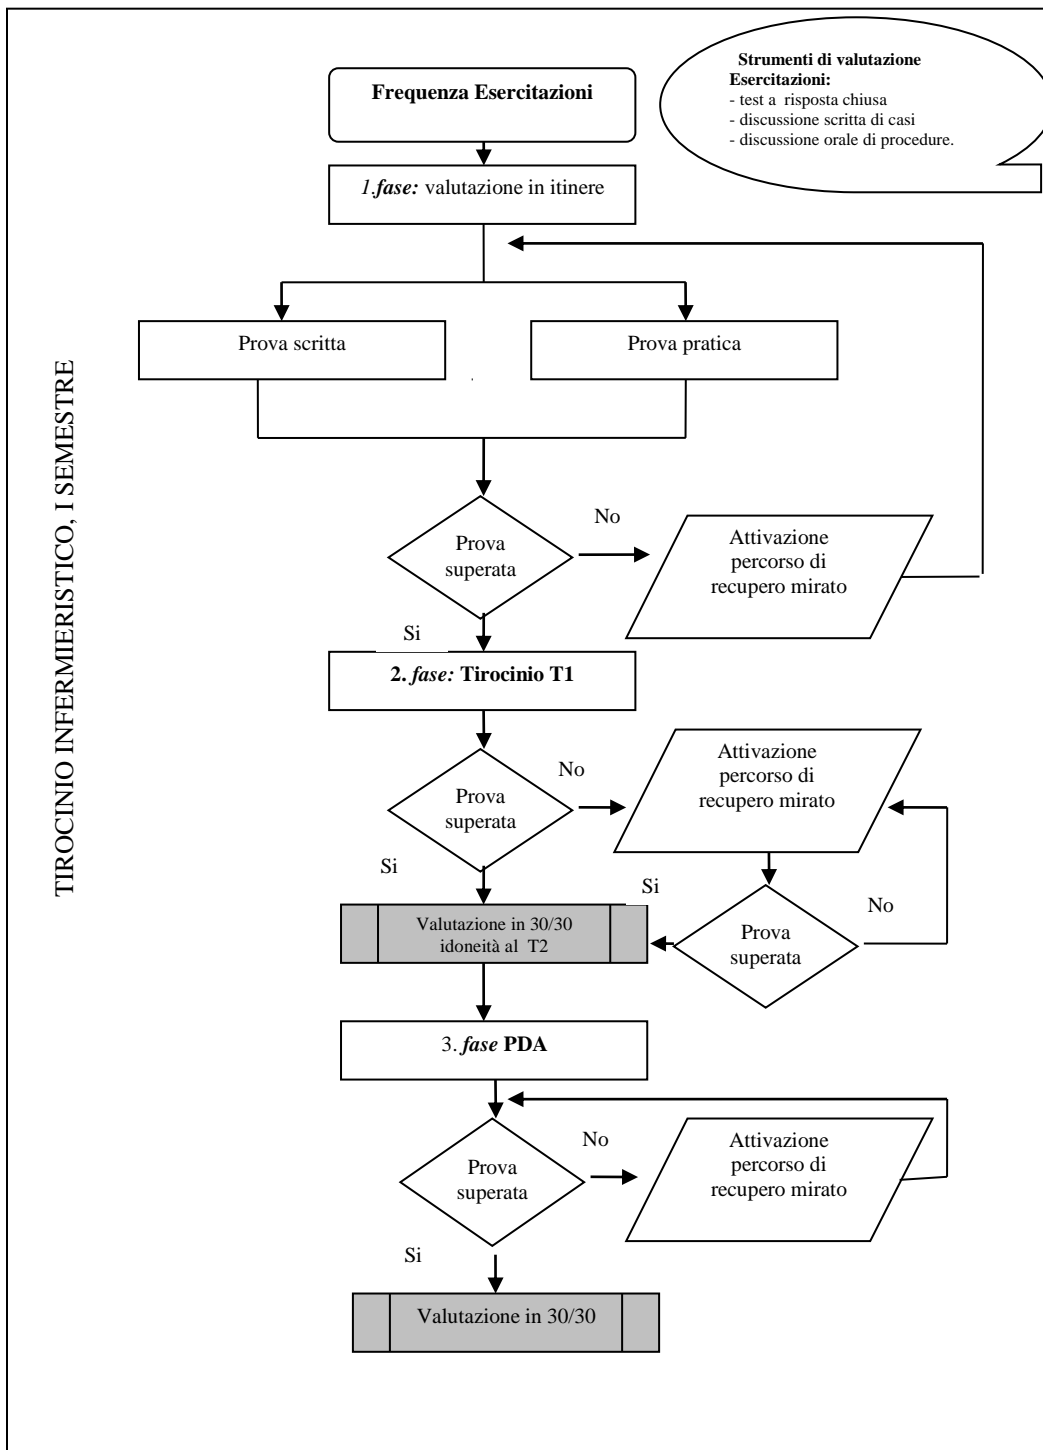 Strumenti di valutazione
Esercitazioni:
- test a risposta chiusa
- discussione scritta di casi
- discussione orale di procedure.
Frequenza Esercitazioni
1.fase: valutazione in itinere
Prova scritta
Prova pratica
TIROCINIO INFERMIERISTICO, I SEMESTRE
Prova
superata
No
Attivazione
percorso di
recupero mirato
Si
2. fase: Tirocinio T1
Prova
superata
No
Attivazione
percorso di
recupero mirato
Si
Si
Prova
superata
No
Valutazione in 30/30
idoneità al T2
3. fase PDA
Prova
superata
No
Attivazione
percorso di
recupero mirato
Si
Valutazione in 30/30